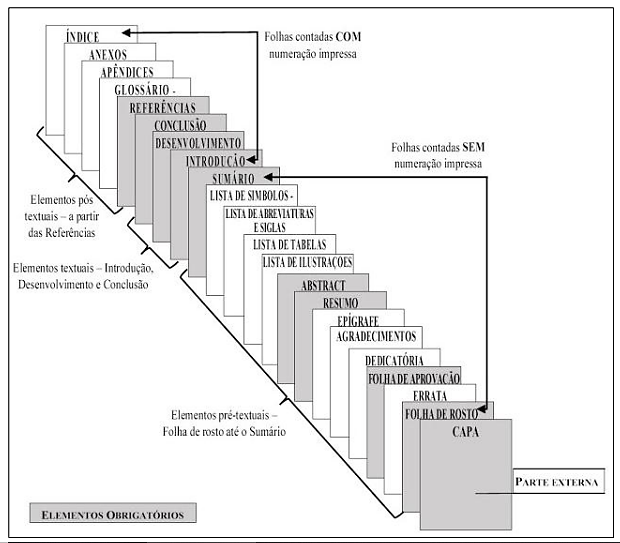 ÍNDICE
Folhas contadas COM
numeração impressa
ANEXOS
APÊNDICES
GLOSSÁRIO -
REFERÊNCIAS
CONCLUSÃO
DESENVOLVIMENTO
INTRODUÇÃO
Folhas contadas SEM
numeração impressa
SUMÁRIO
LISTA DE SIMBOLOS -
LISTA DE ABREVIATURAS
E SIGLAS
LISTA DE TABELAS
LISTA DE ILUSTRAÇÕES
Elementos pós
textuais – a partir
das Referências
Elementos textuais – Introdução,
Desenvolvimento e Conclusão
ABSTRACT
RESUMO
EPÍGRAFE
AGRADECIMENTOS
DEDICATÓRIA
FOLHA DE APROVAÇÃO
ERRATA
FOLHA DE ROSTO
CAPA
Elementos pré-textuais –
Folha de rosto até o Sumário
PARTE EXTERNA
ELEMENTOS OBRIGATÓRIOS